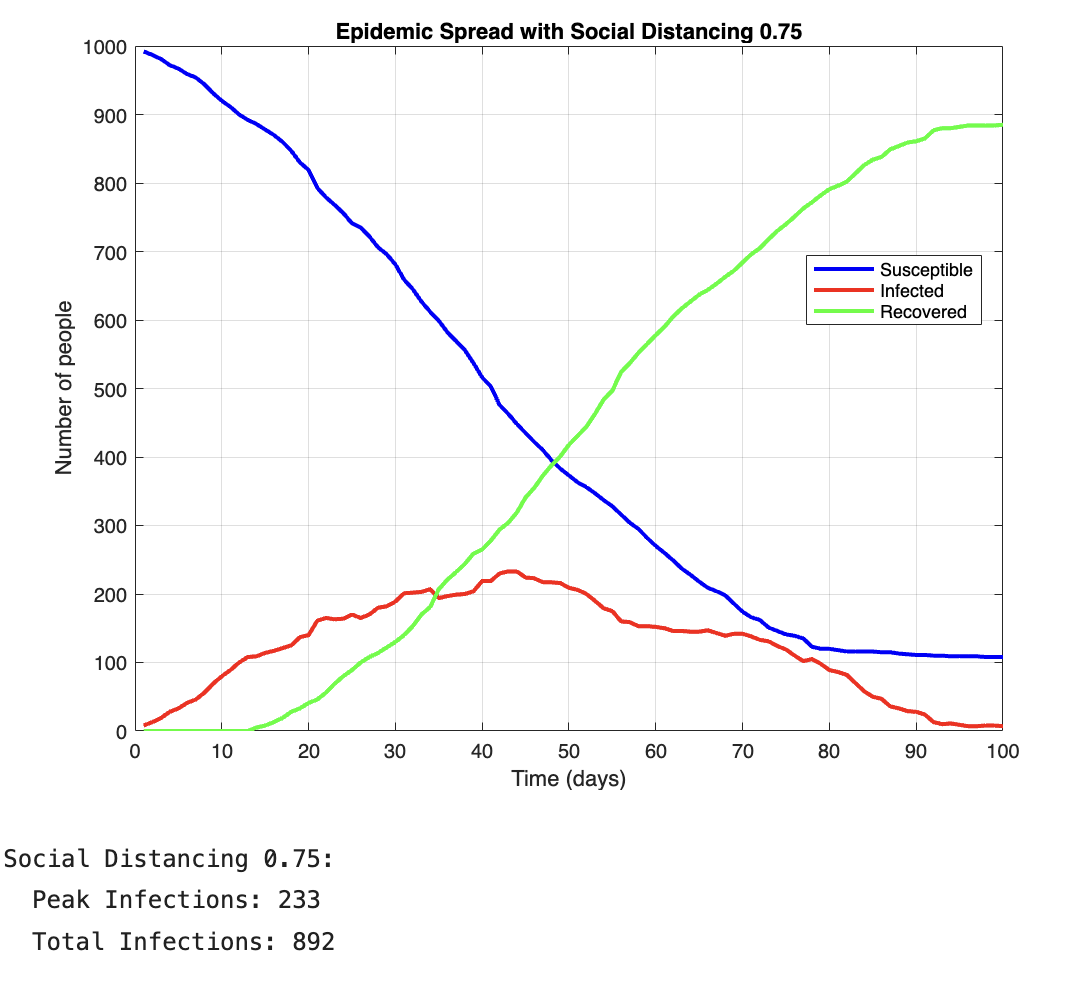 Epidemic Spread with Social Distancing 0.75
1000
900
800
700
600
500
400
300
200
100
0
Number of people
Susceptible
Infected
Recovered
0 10 20 30 40 50 60 70 80 90 100
Time (days)
Social Distancing 0.75:
Peak Infections: 233
Total Infections: 892